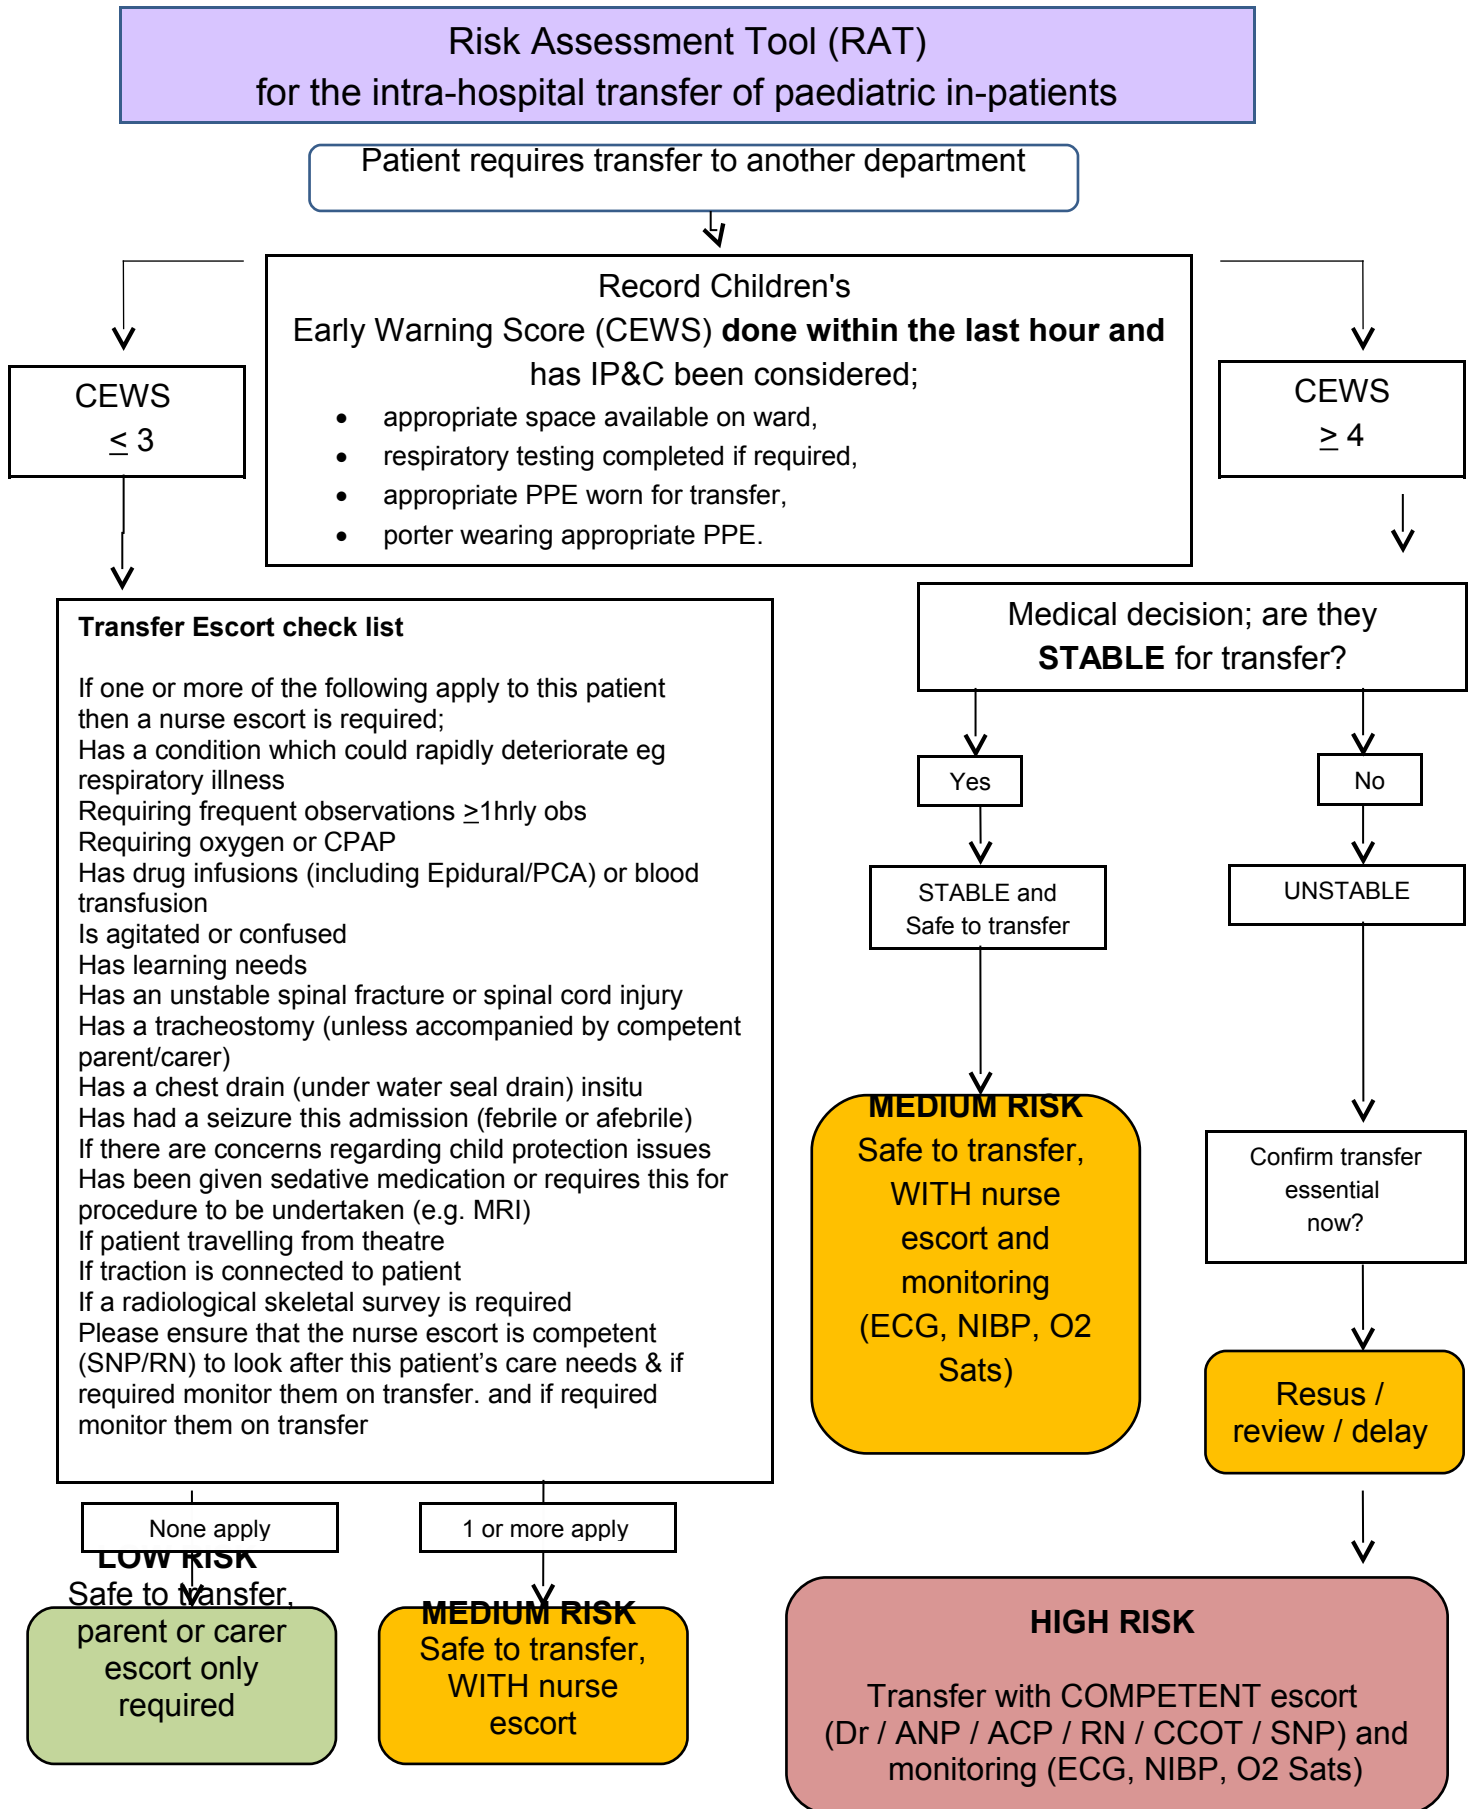 Risk Assessment Tool (RAT)
for the intra-hospital transfer of paediatric in-patients
Patient requires transfer to another department
Record Children's
Early Warning Score (CEWS) done within the last hour and
has IP&C been considered;
• appropriate space available on ward,
• respiratory testing completed if required,
• appropriate PPE worn for transfer,
• porter wearing appropriate PPE.
CEWS
≤ 3
CEWS
≥ 4
Transfer Escort check list
If one or more of the following apply to this patient
then a nurse escort is required;
Has a condition which could rapidly deteriorate eg
respiratory illness
Requiring frequent observations ≥1hrly obs
Requiring oxygen or CPAP
Has drug infusions (including Epidural/PCA) or blood
transfusion
Is agitated or confused
Has learning needs
Has an unstable spinal fracture or spinal cord injury
Has a tracheostomy (unless accompanied by competent
parent/carer)
Has a chest drain (under water seal drain) insitu
Has had a seizure this admission (febrile or afebrile)
If there are concerns regarding child protection issues
Has been given sedative medication or requires this for
procedure to be undertaken (e.g. MRI)
If patient travelling from theatre
If traction is connected to patient
If a radiological skeletal survey is required
Please ensure that the nurse escort is competent
(SNP/RN) to look after this patient's care needs & if
required monitor them on transfer. and if required
monitor them on transfer
None apply
1 or more apply
LOW RISK
Safe to transfer,
parent or carer
escort only
required
MEDIUM RISK
Safe to transfer,
WITH nurse
escort
Medical decision; are they
STABLE for transfer?
Yes
No
STABLE and
Safe to transfer
UNSTABLE
MEDIUM RISK
Safe to transfer,
WITH nurse
escort and
monitoring
(ECG, NIBP, O2
Sats)
Confirm transfer
essential
now?
Resus /
review / delay
HIGH RISK
Transfer with COMPETENT escort
(Dr / ANP / ACP / RN / CCOT / SNP) and
monitoring (ECG, NIBP, O2 Sats)